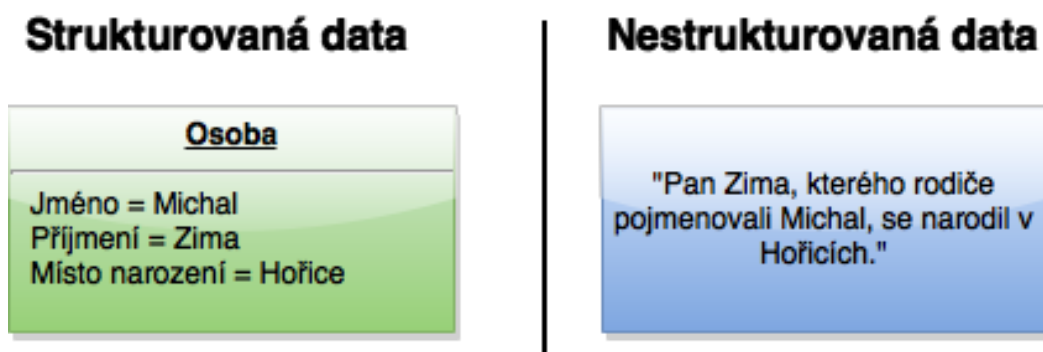 Strukturovaná data
Osoba
Jméno = Michal
Příjmení = Zima
Místo narození = Hořice
Nestrukturovaná data
"Pan Zima, kterého rodiče
pojmenovali Michal, se narodil v
Hořicích."